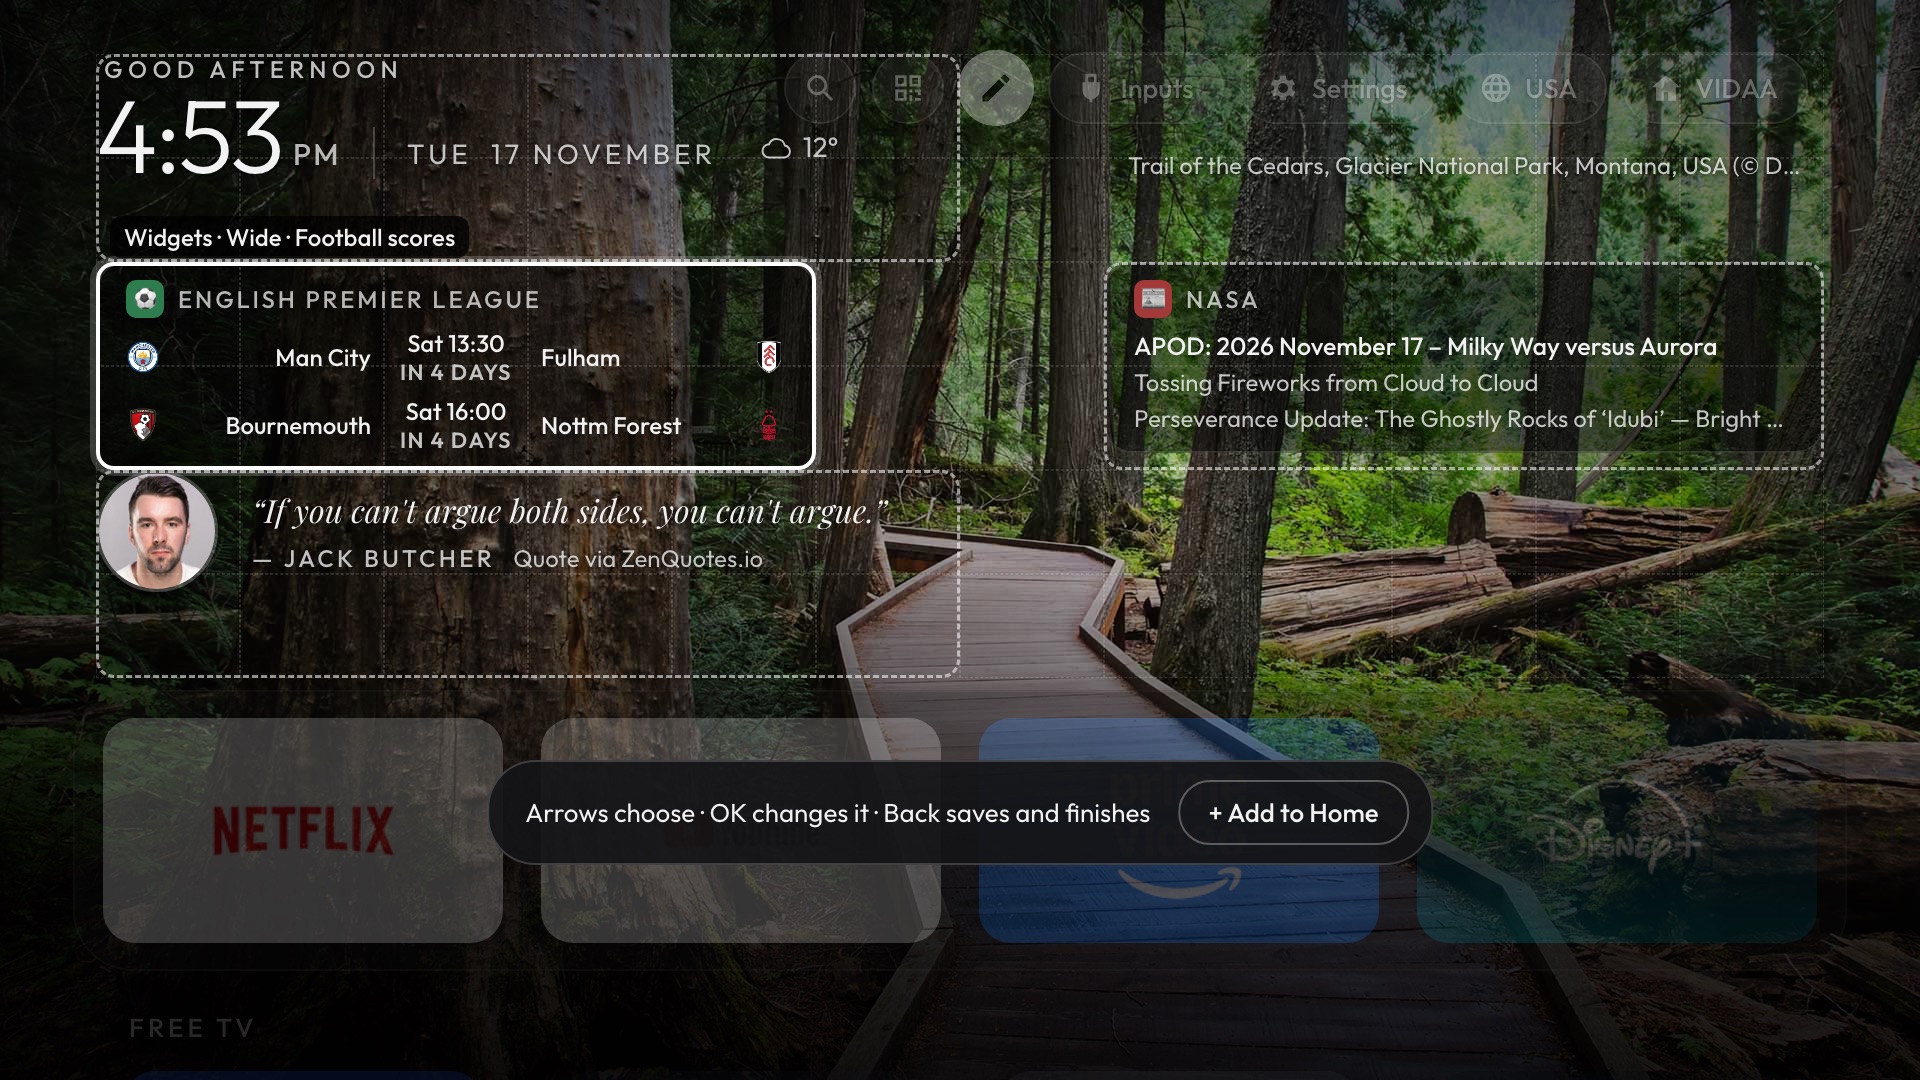 GOOD AFTERNOON
4:53 PM TUE 17 NOVEMBER 12°
Inputs Settings USA VIDAA
Trail of the Cedars, Glacier National Park, Montana, USA (© D...
Widgets · Wide · Football scores
ENGLISH PREMIER LEAGUE
Man City Sat 13:30 Fulham
IN 4 DAYS
Bournemouth Sat 16:00 Nottm Forest
IN 4 DAYS
NASA
APOD: 2026 November 17 – Milky Way versus Aurora
Tossing Fireworks from Cloud to Cloud
Perseverance Update: The Ghostly Rocks of ‘Idubi’ — Bright ...
“If you can't argue both sides, you can't argue.”
— JACK BUTCHER Quote via ZenQuotes.io
NETFLIX
Arrows choose · OK changes it · Back saves and finishes + Add to Home
Disney+
FREE TV